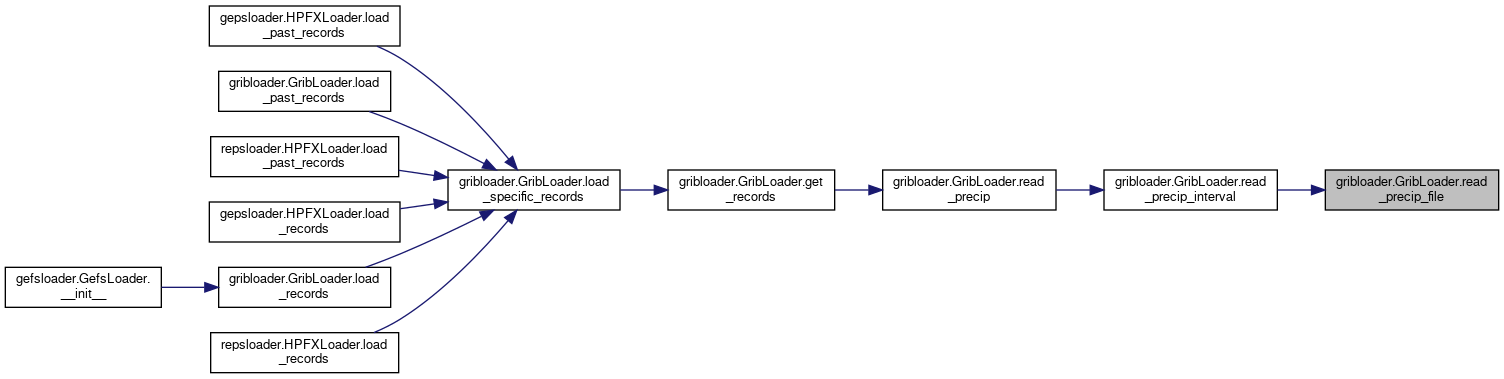 gepsloader.HPFXLoader.load
_past_records
gribloader.GribLoader.load
_past_records
repsloader.HPFXLoader.load
_past_records
gepsloader.HPFXLoader.load
_records
gefsloader.GefsLoader.
__init__
gribloader.GribLoader.load
_records
repsloader.HPFXLoader.load
_records
gribloader.GribLoader.load
_specific_records
gribloader.GribLoader.get
_records
gribloader.GribLoader.read
_precip
gribloader.GribLoader.read
_precip_interval
gribloader.GribLoader.read
_precip_file